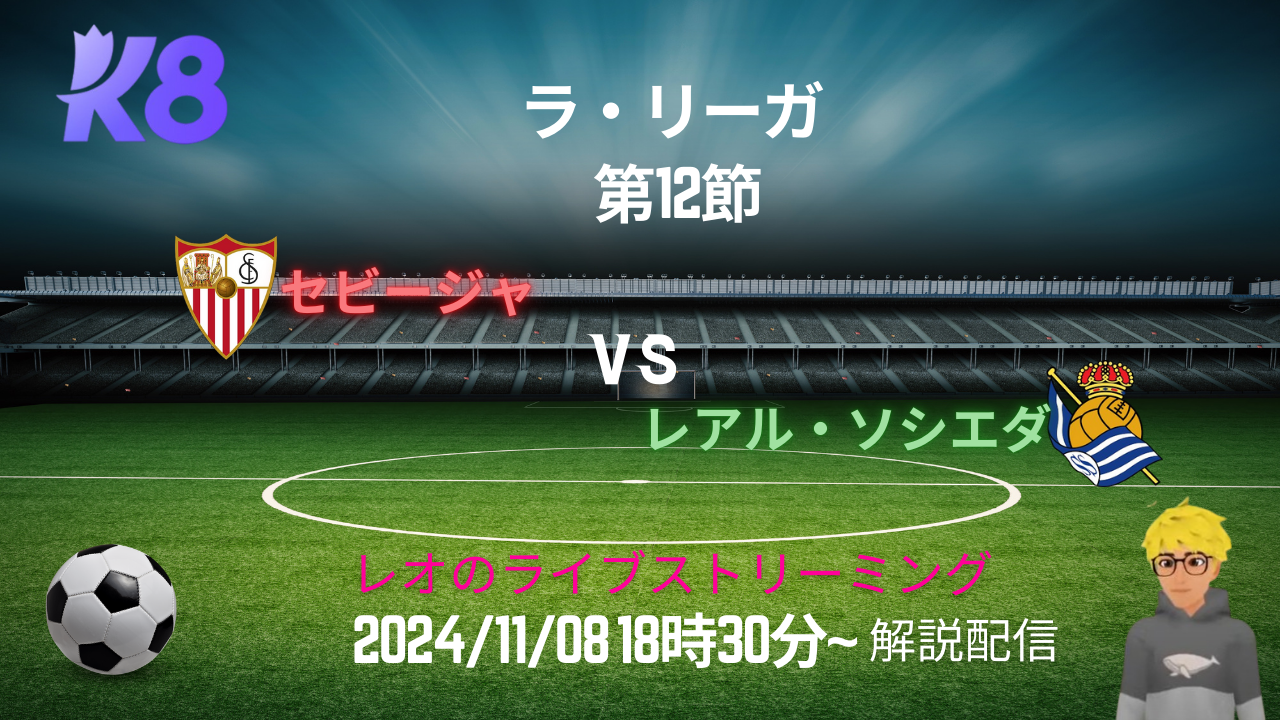 K8
ラ・リーガ
第12節
セビージャ
VS
レアル・ソシエダ
レオのライブストリーミング
2024/11/08 18時30分~ 解説配信